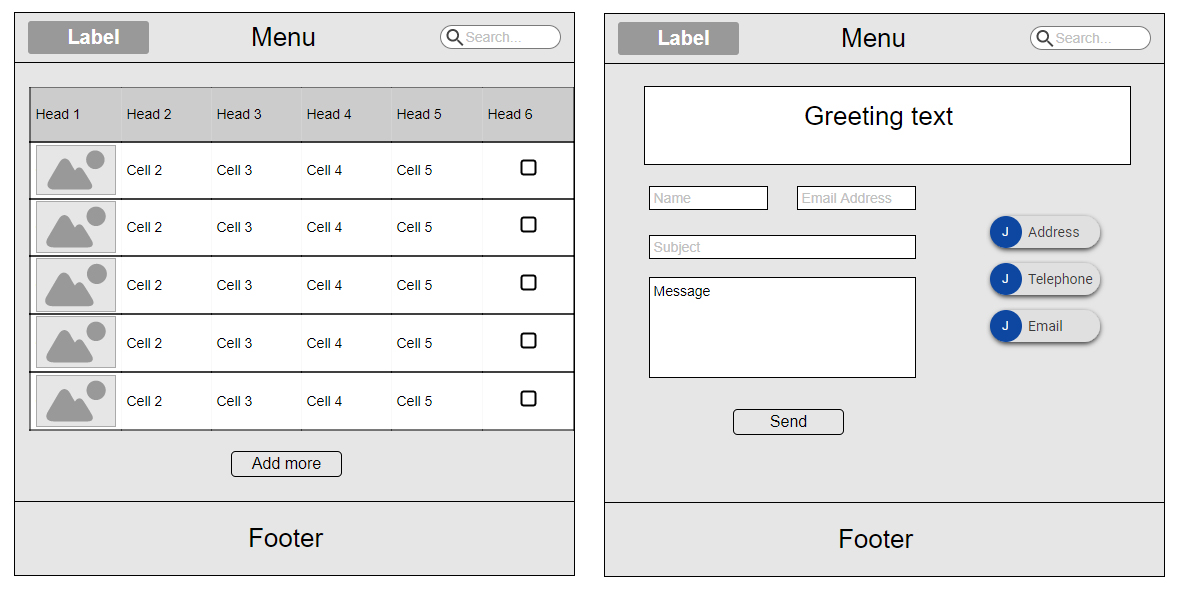 Label Menu Search...
Head 1 Head 2 Head 3 Head 4 Head 5 Head 6
Cell 2 Cell 3 Cell 4 Cell 5
Cell 2 Cell 3 Cell 4 Cell 5
Cell 2 Cell 3 Cell 4 Cell 5
Cell 2 Cell 3 Cell 4 Cell 5
Cell 2 Cell 3 Cell 4 Cell 5
Add more
Footer
Label Menu Search...
Greeting text
Name Email Address
Subject
Message
Send
J Address
J Telephone
J Email
Footer